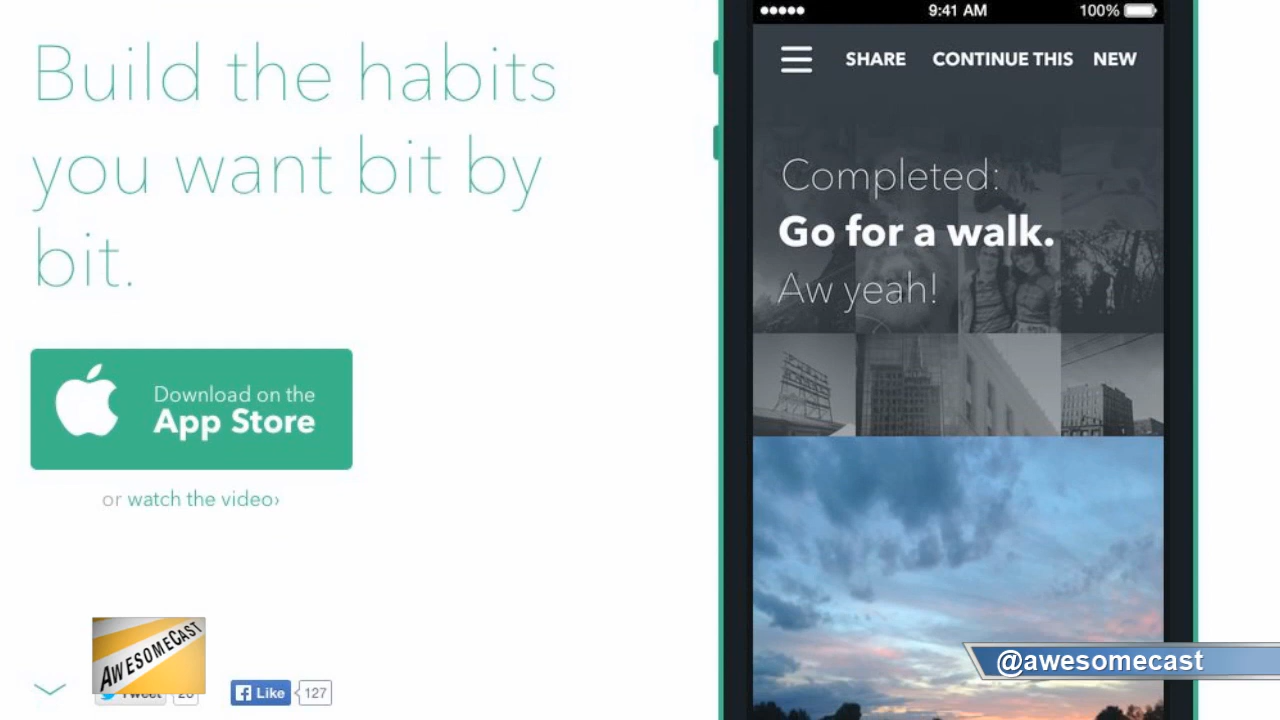 Build the habits
you want bit by
bit.
Download on the
App Store
or watch the video›
AWESOMECAST
Tweet
Like
127
9:41 AM
100%
SHARE
CONTINUE THIS
NEW
Completed:
Go for a walk.
Aw yeah!
@awesomecast